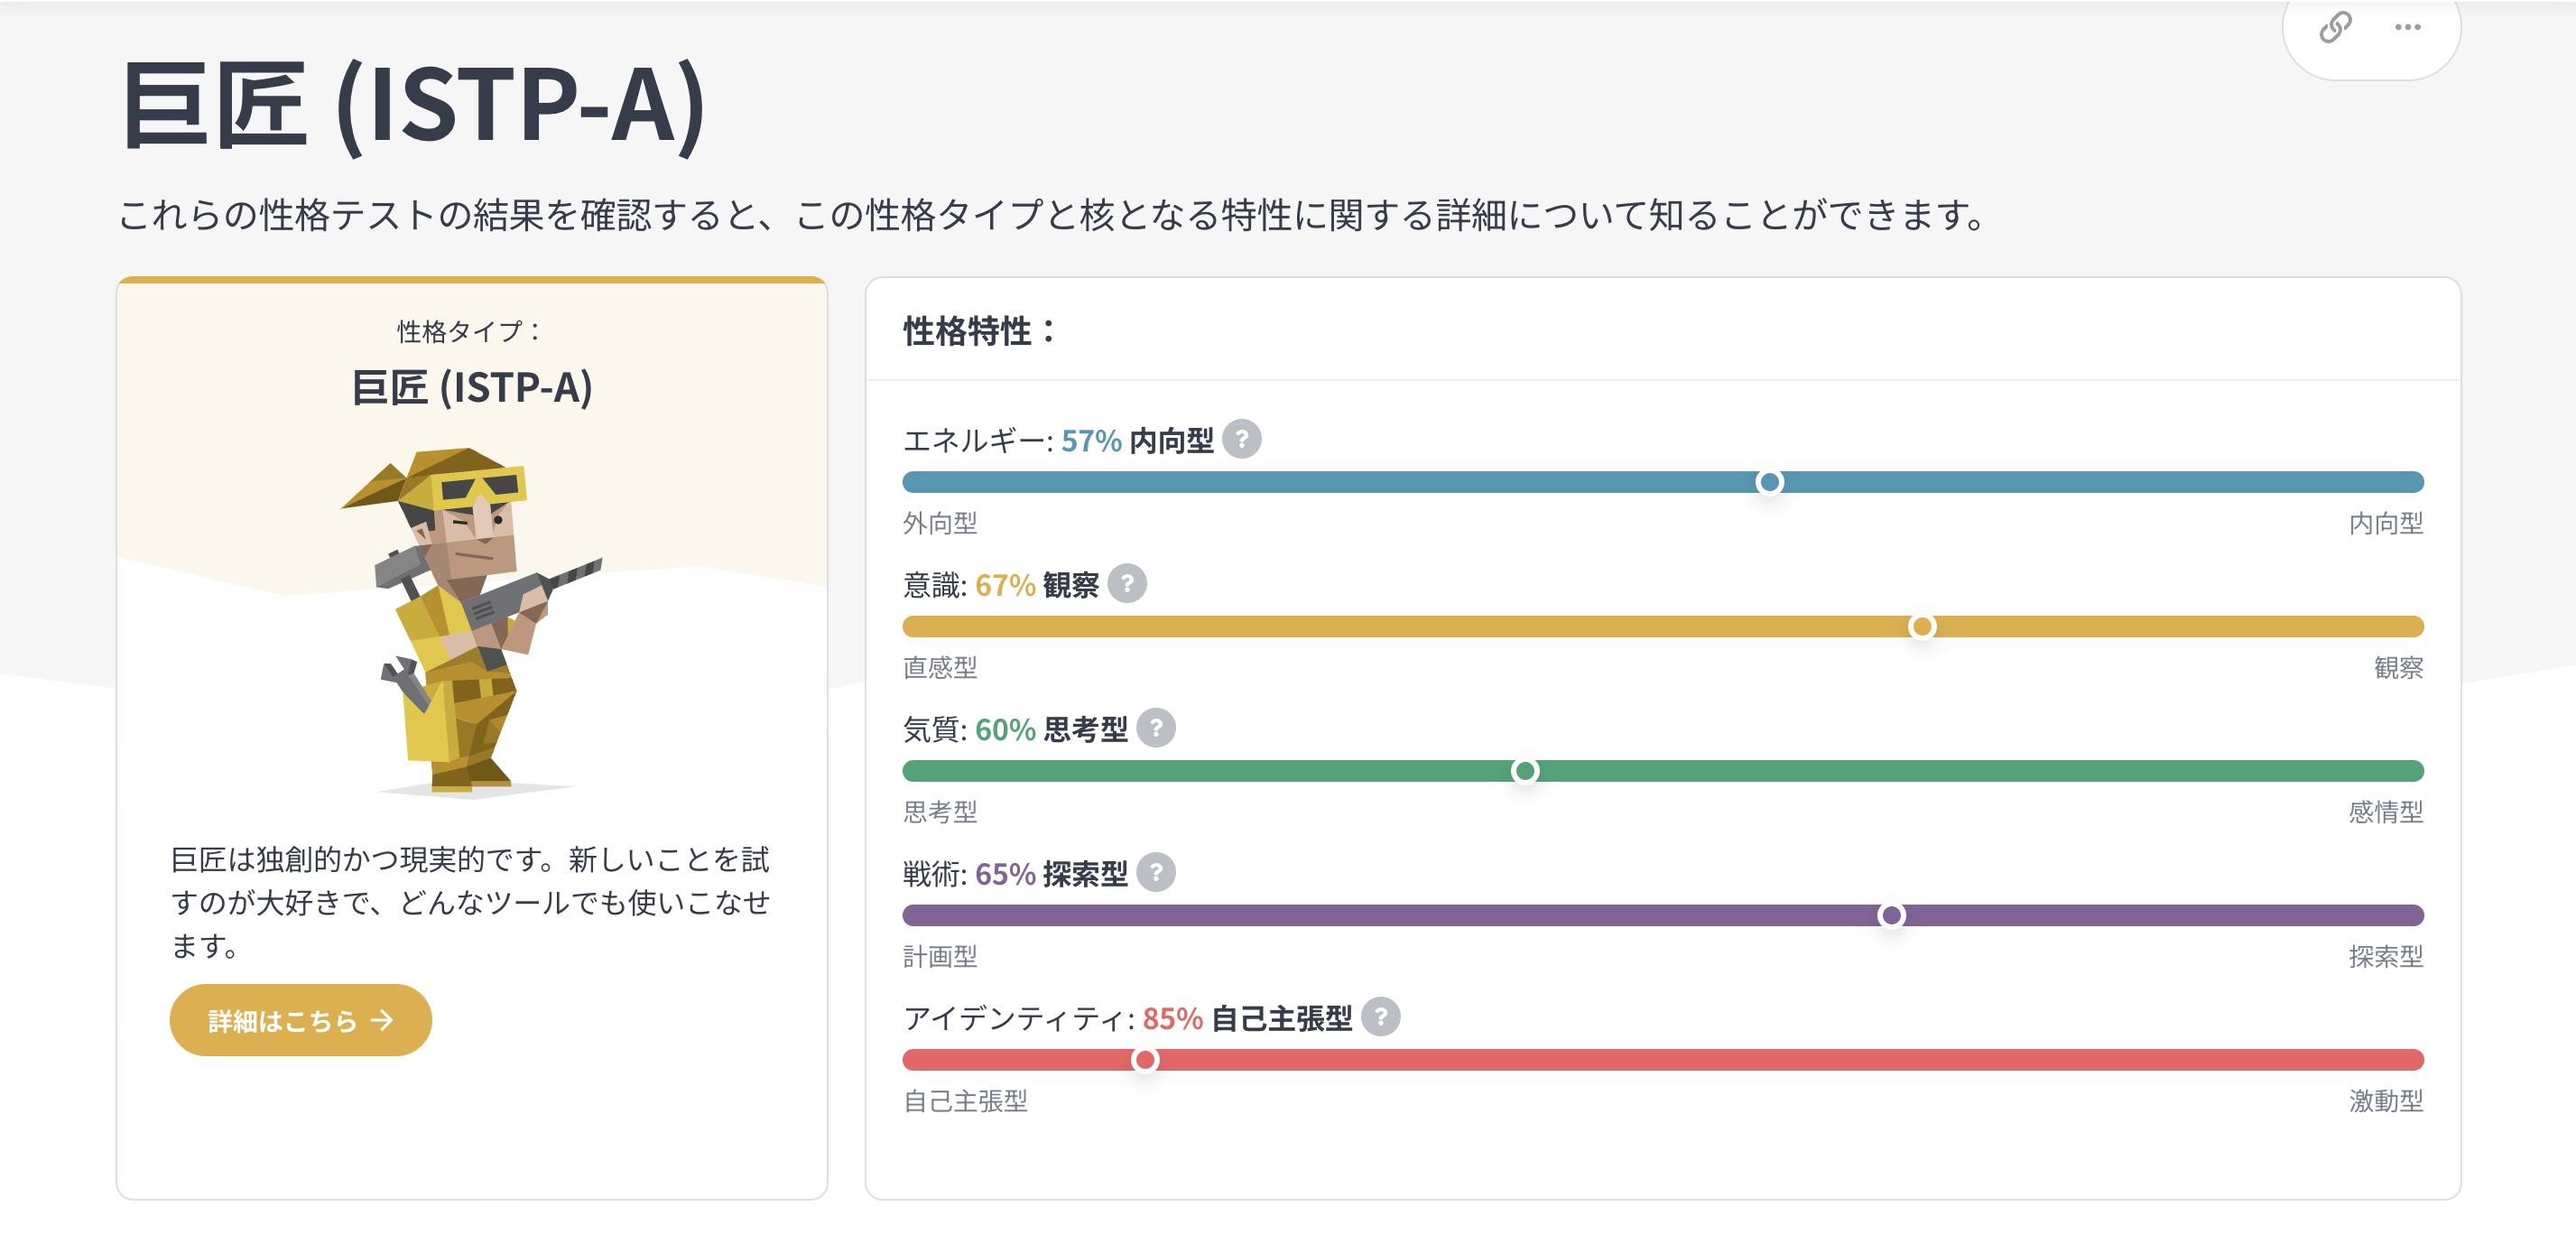 巨匠 (ISTP-A)
これらの性格テストの結果を確認すると、この性格タイプと核となる特性に関する詳細について知ることができます。
性格タイプ：
巨匠 (ISTP-A)
巨匠は独創的かつ現実的です。新しいことを試
すのが大好きで、どんなツールでも使いこなせ
ます。
詳細はこちら →
性格特性：
エネルギー: 57% 内向型 ?
外向型 内向型
意識: 67% 観察 ?
直感型 観察
気質: 60% 思考型 ?
思考型 感情型
戦術: 65% 探索型 ?
計画型 探索型
アイデンティティ: 85% 自己主張型 ?
自己主張型 激動型